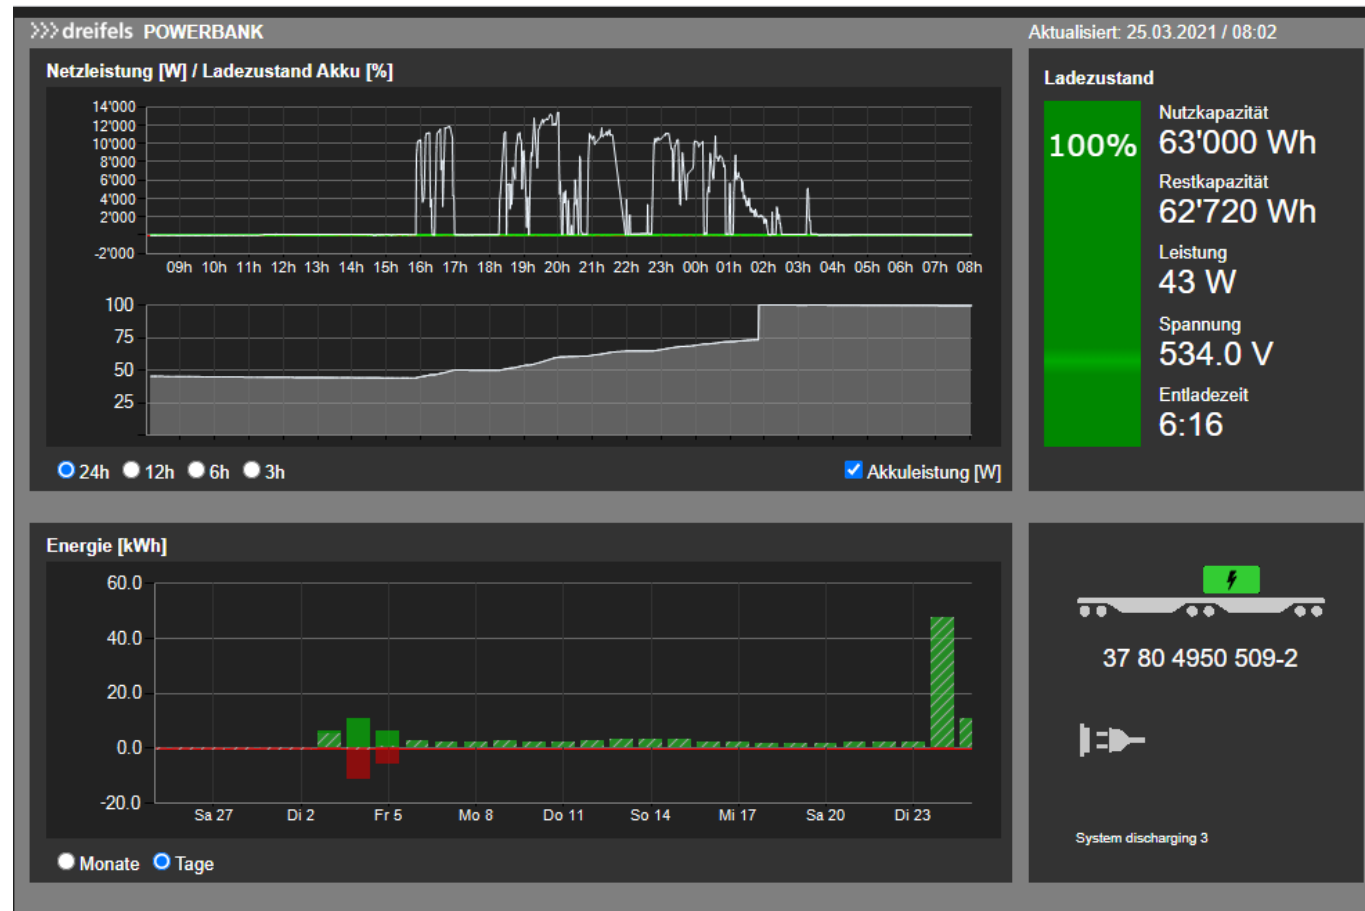 dreifels POWERBANK
Aktualisiert: 25.03.2021 / 08:02
Netzleistung [W] / Ladezustand Akku [%]
14'000
12'000
10'000
8'000
6'000
4'000
2'000
-2'000
09h 10h 11h 12h 13h 14h 15h 16h 17h 18h 19h 20h 21h 22h 23h 00h 01h 02h 03h 04h 05h 06h 07h 08h
100
75
50
25
24h 12h 6h 3h
Akkuleistung [W]
Ladezustand
100%
Nutzkapazität
63'000 Wh
Restkapazität
62'720 Wh
Leistung
43 W
Spannung
534.0 V
Entladezeit
6:16
Energie [kWh]
60.0
40.0
20.0
0.0
-20.0
Sa 27 Di 2 Fr 5 Mo 8 Do 11 So 14 Mi 17 Sa 20 Di 23
Monate Tage
37 80 4950 509-2
System discharging 3